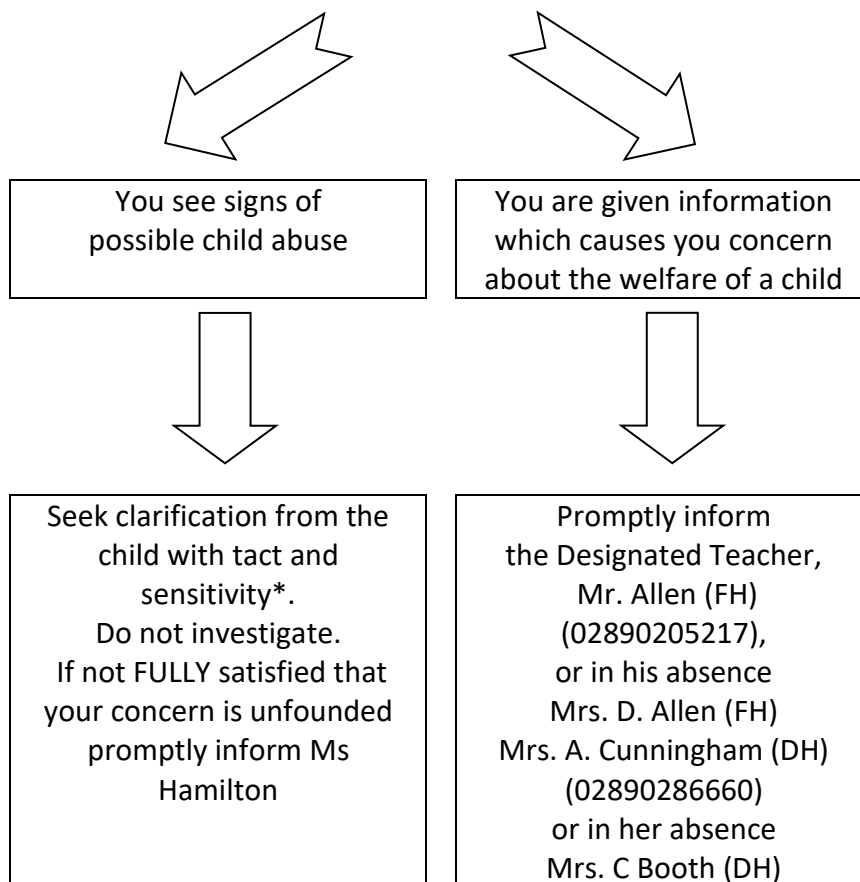 You see signs of
possible child abuse
You are given information
which causes you concern
about the welfare of a child
Seek clarification from the
child with tact and
sensitivity*.
Do not investigate.
If not FULLY satisfied that
your concern is unfounded
promptly inform Ms
Hamilton
Promptly inform
the Designated Teacher,
Mr. Allen (FH)
(02890205217),
or in his absence
Mrs. D. Allen (FH)
Mrs. A. Cunningham (DH)
(02890286660)
or in her absence
Mrs. C Booth (DH)